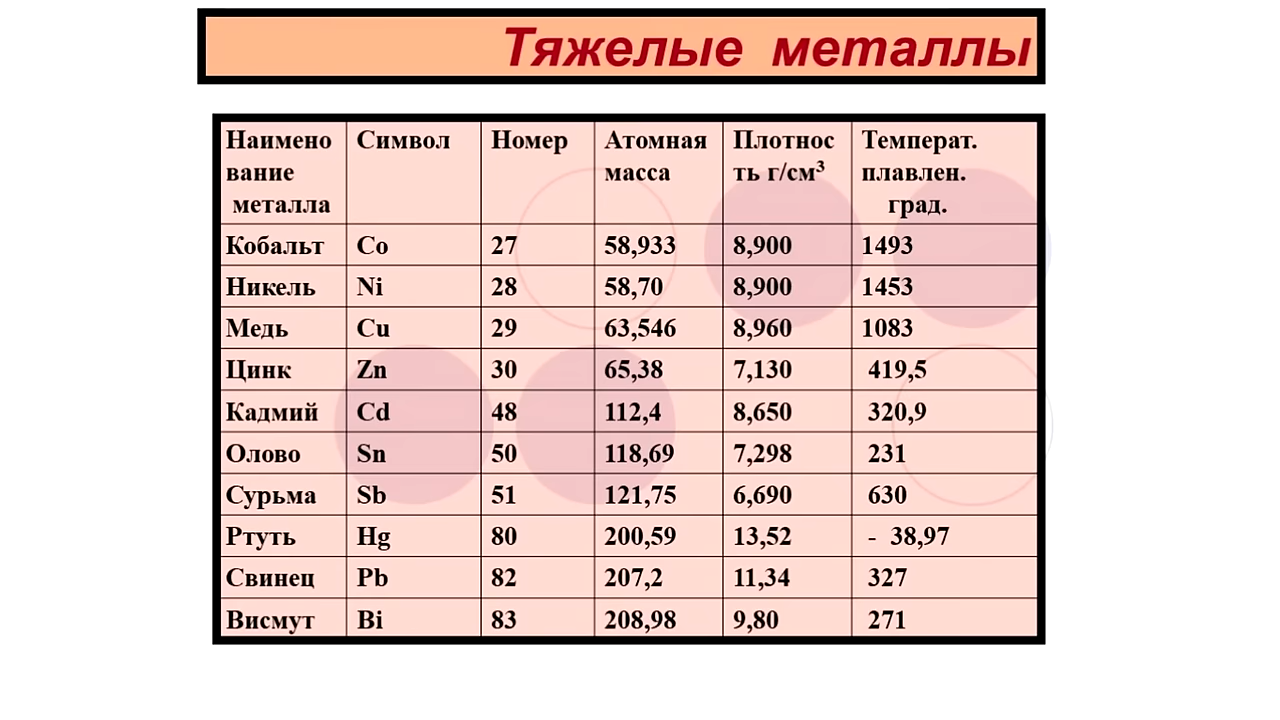 Тяжелые металлы
Наимено вание металла Символ Номер Атомная масса Плотнос ть г/см³ Температ. плавлен. град.
Кобальт Co 27 58,933 8,900 1493
Никель Ni 28 58,70 8,900 1453
Медь Cu 29 63,546 8,960 1083
Цинк Zn 30 65,38 7,130 419,5
Кадмий Cd 48 112,4 8,650 320,9
Олово Sn 50 118,69 7,298 231
Сурьма Sb 51 121,75 6,690 630
Ртуть Hg 80 200,59 13,52 - 38,97
Свинец Pb 82 207,2 11,34 327
Висмут Bi 83 208,98 9,80 271